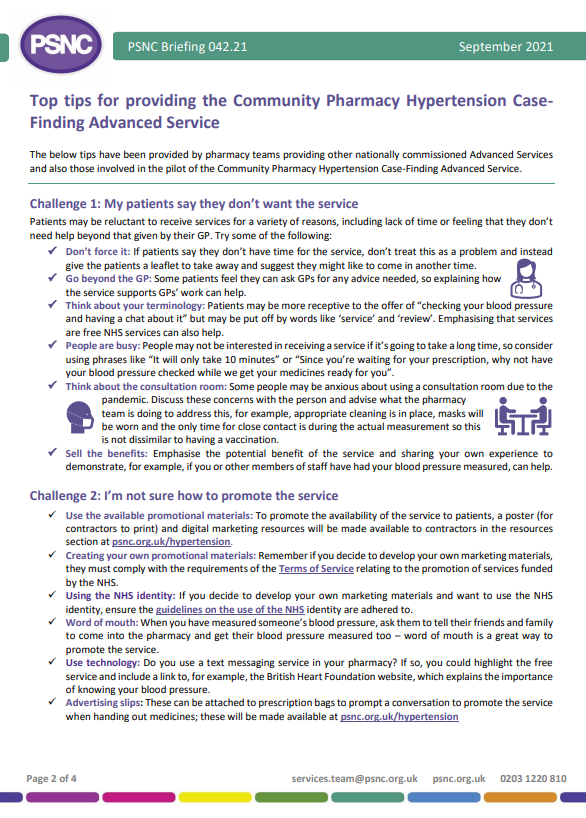 PSNC
PSNC Briefing 042.21
September 2021
Top tips for providing the Community Pharmacy Hypertension Case-
Finding Advanced Service
The below tips have been provided by pharmacy teams providing other nationally commissioned Advanced Services
and also those involved in the pilot of the Community Pharmacy Hypertension Case-Finding Advanced Service.
Challenge 1: My patients say they don't want the service
Patients may be reluctant to receive services for a variety of reasons, including lack of time or feeling that they don't
need help beyond that given by their GP. Try some of the following:
✓ Don't force it: If patients say they don't have time for the service, don't treat this as a problem and instead
give the patients a leaflet to take away and suggest they might like to come in another time.
✓ Go beyond the GP: Some patients feel they can ask GPs for any advice needed, so explaining how
the service supports GPs' work can help.
✓ Think about your terminology: Patients may be more receptive to the offer of "checking your blood pressure
and having a chat about it" but may be put off by words like 'service' and 'review'. Emphasising that services
are free NHS services can also help.
✓ People are busy: People may not be interested in receiving a service if it's going to take a long time, so consider
using phrases like "It will only take 10 minutes" or "Since you're waiting for your prescription, why not have
your blood pressure checked while we get your medicines ready for you".
✓ Think about the consultation room: Some people may be anxious about using a consultation room due to the
pandemic. Discuss these concerns with the person and advise what the pharmacy
team is doing to address this, for example, appropriate cleaning is in place, masks will
be worn and the only time for close contact is during the actual measurement so this
is not dissimilar to having a vaccination.
✓ Sell the benefits: Emphasise the potential benefit of the service and sharing your own experience to
demonstrate, for example, if you or other members of staff have had your blood pressure measured, can help.
Challenge 2: I'm not sure how to promote the service
✓ Use the available promotional materials: To promote the availability of the service to patients, a poster (for
contractors to print) and digital marketing resources will be made available to contractors in the resources
section at psnc.org.uk/hypertension.
✓ Creating your own promotional materials: Remember if you decide to develop your own marketing materials,
they must comply with the requirements of the Terms of Service relating to the promotion of services funded
by the NHS.
✓ Using the NHS identity: If you decide to develop your own marketing materials and want to use the NHS
identity, ensure the guidelines on the use of the NHS identity are adhered to.
✓ Word of mouth: When you have measured someone's blood pressure, ask them to tell their friends and family
to come into the pharmacy and get their blood pressure measured too – word of mouth is a great way to
promote the service.
✓ Use technology: Do you use a text messaging service in your pharmacy? If so, you could highlight the free
service and include a link to, for example, the British Heart Foundation website, which explains the importance
of knowing your blood pressure.
✓ Advertising slips: These can be attached to prescription bags to prompt a conversation to promote the service
when handing out medicines; these will be made available at psnc.org.uk/hypertension
Page 2 of 4
services.team@psnc.org.uk psnc.org.uk 0203 1220 810